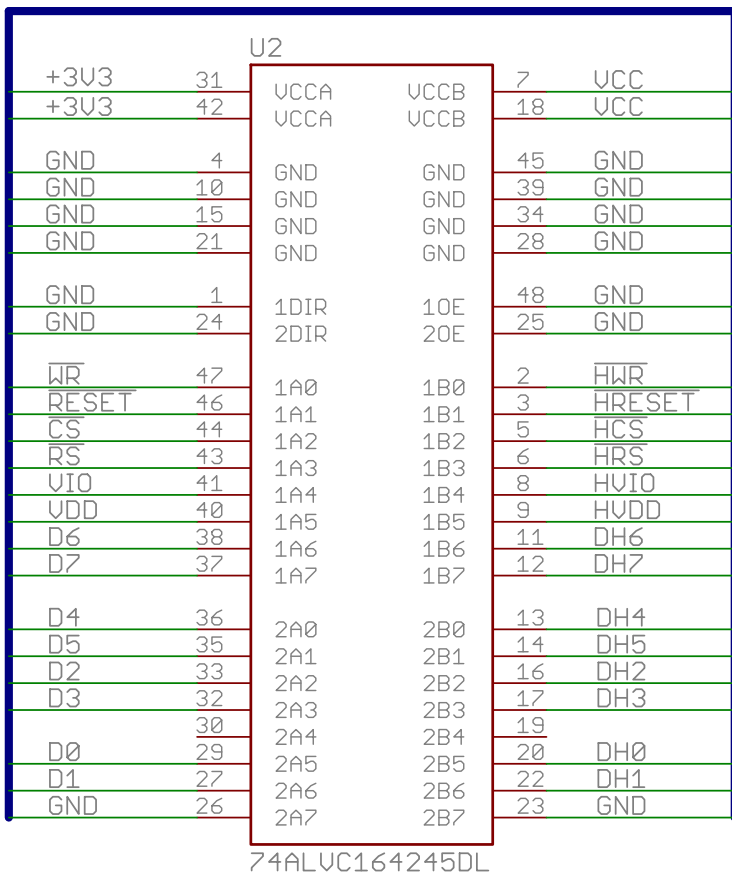 U2
+3V3 31 VCCA VCCB 7 VCC
+3V3 42 VCCA VCCB 18 VCC
GND 4 GND GND 45 GND
GND 10 GND GND 39 GND
GND 15 GND GND 34 GND
GND 21 GND GND 28 GND
GND 1 1DIR 1OE 48 GND
GND 24 2DIR 2OE 25 GND
WR 47 1A0 1B0 2 HWR
RESET 46 1A1 1B1 3 HRESET
CS 44 1A2 1B2 5 HCS
RS 43 1A3 1B3 6 HRS
VIO 41 1A4 1B4 8 HVIO
VDD 40 1A5 1B5 9 HVDD
D6 38 1A6 1B6 11 DH6
D7 37 1A7 1B7 12 DH7
D4 36 2A0 2B0 13 DH4
D5 35 2A1 2B1 14 DH5
D2 33 2A2 2B2 16 DH2
D3 32 2A3 2B3 17 DH3
30 2A4 2B4 19
D0 29 2A5 2B5 20 DH0
D1 27 2A6 2B6 22 DH1
GND 26 2A7 2B7 23 GND
74ALVC164245DL